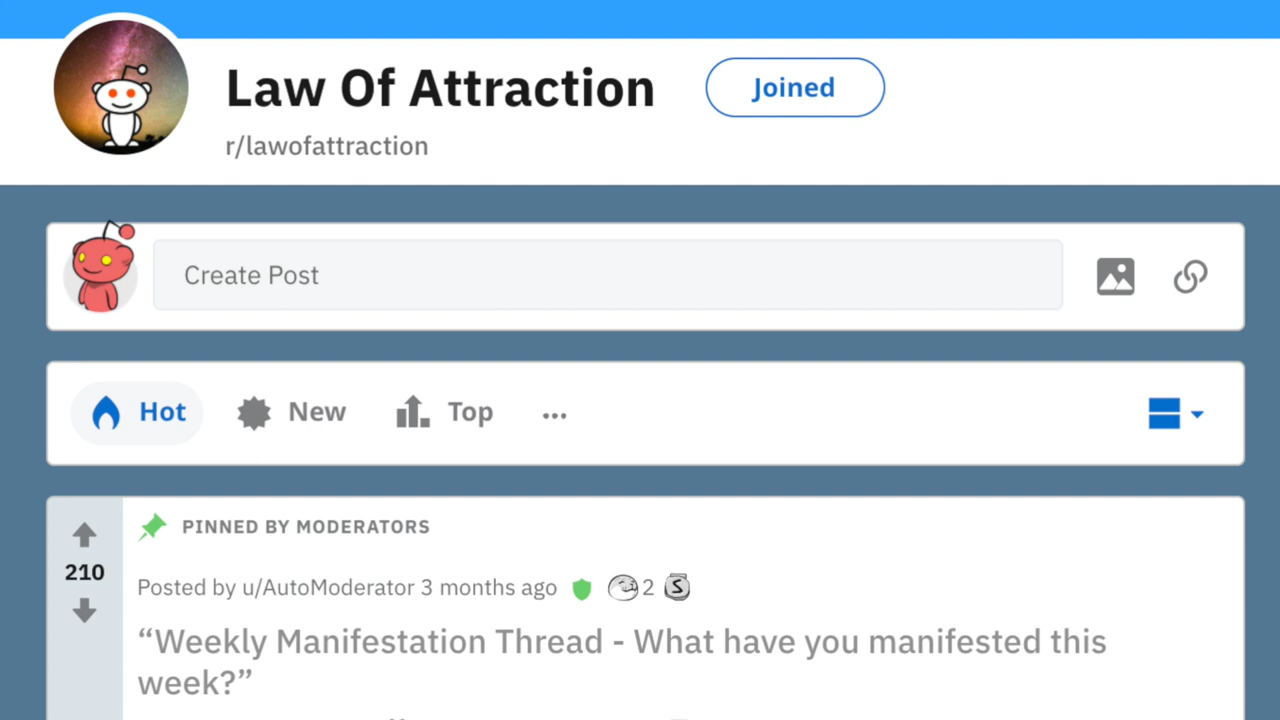 Law Of Attraction
Joined
r/lawofattraction
Create Post
Hot New Top ...
PINNED BY MODERATORS
210
Posted by u/AutoModerator 3 months ago 2 S
“Weekly Manifestation Thread - What have you manifested this
week?”